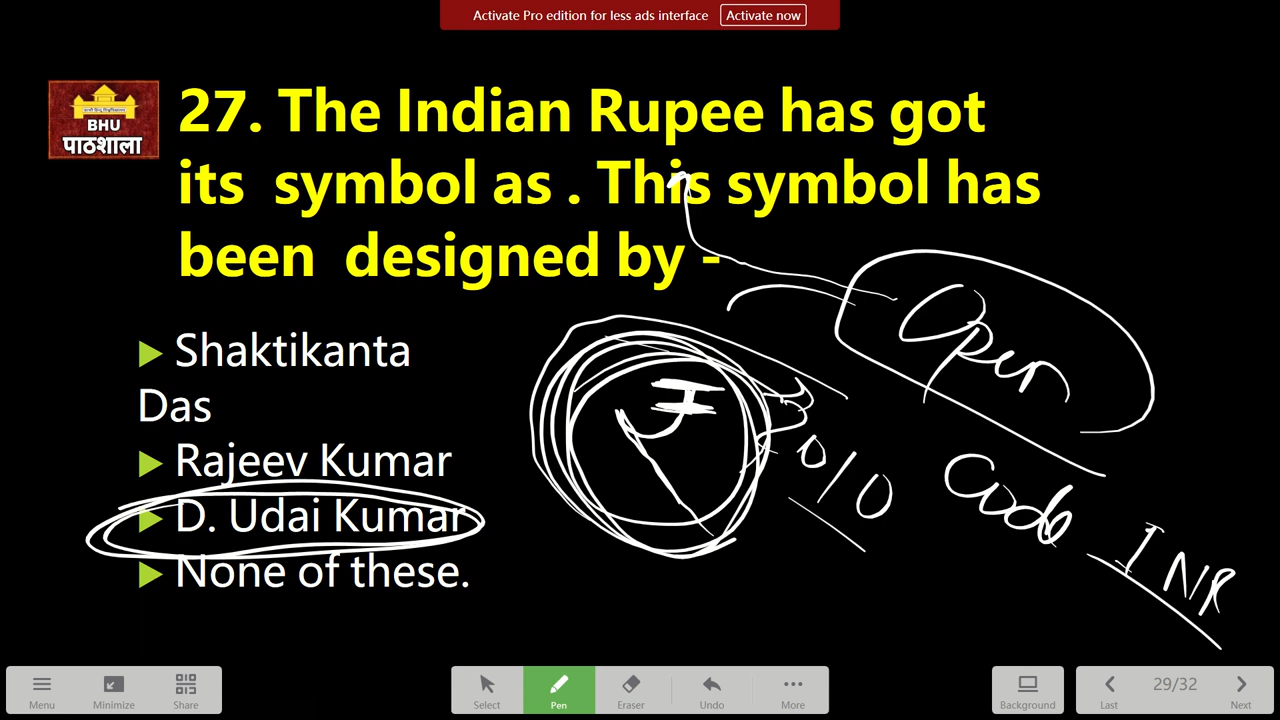 Activate Pro edition for less ads interface Activate now
BHU
पाठशाला
27. The Indian Rupee has got
its symbol as . This symbol has
been designed by -
Shaktikanta
Das
Rajeev Kumar
D. Udai Kumar
None of these.
Open
₹
2010
Code INR
Menu Minimize Share Select Pen Eraser Undo More Background Last 29/32 Next